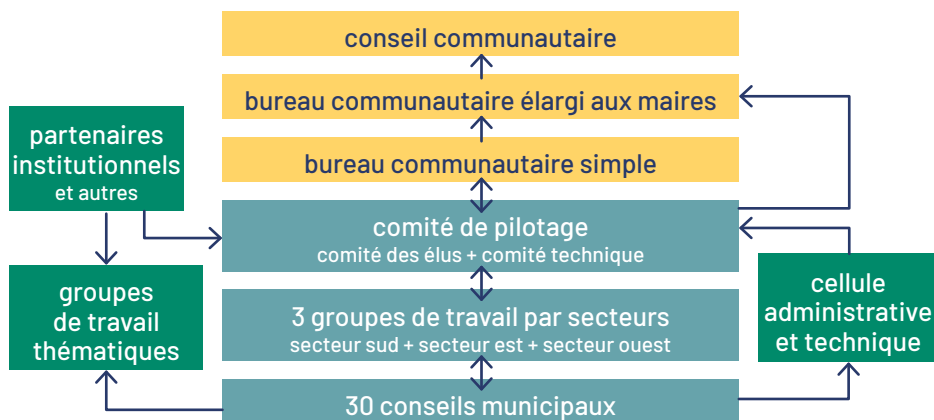 conseil communautaire
bureau communautaire élargi aux maires
partenaires
institutionnels
et autres
bureau communautaire simple
comité de pilotage
comité des élus + comité technique
groupes
de travail
thématiques
3 groupes de travail par secteurs
secteur sud + secteur est + secteur ouest
cellule
administrative
et technique
30 conseils municipaux